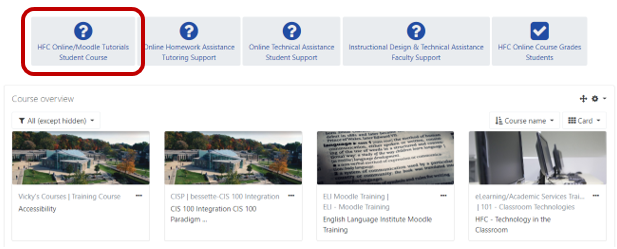 HFC Online/Moodle Tutorials
Student Course
Online Homework Assistance
Tutoring Support
Online Technical Assistance
Student Support
Instructional Design & Technical Assistance
Faculty Support
HFC Online Course Grades
Students
Course overview
All (except hidden)
Course name
Card
language
Vicky's Courses | Training Course
Accessibility
CISP | bessette-CIS 100 Integration
CIS 100 Integration CIS 100
Paradigm ...
ELI Moodle Training |
ELI - Moodle Training
English Language Institute Moodle
Training
eLearning/Academic Services Trai...
| 101 - Classroom Technologies
HFC - Technology in the
Classroom